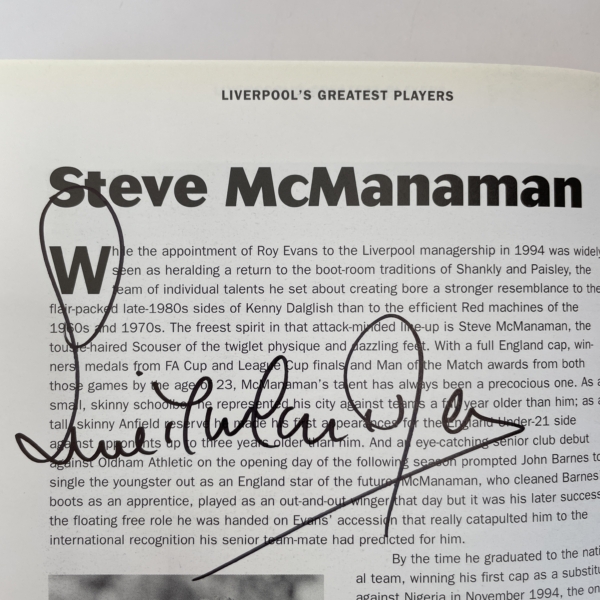 LIVERPOOL'S GREATEST PLAYERS
Steve McManaman
While the appointment of Roy Evans to the Liverpool managership in 1994 was widely
seen as heralding a return to the boot-room traditions of Shankly and Paisley, the
team of individual talents he set about creating bore a stronger resemblance to the
flair-packed late-1980s sides of Kenny Dalglish than to the efficient Red machines of the
1960s and 1970s. The freest spirit in that attack-minded line-up is Steve McManaman, the
tousle-haired Scouser of the twiglet physique and dazzling feet. With a full England cap, win-
ners' medals from FA Cup and League Cup finals and Man of the Match awards from both
those games by the age of 23, McManaman's talent has always been a precocious one. As a
small, skinny schoolboy he represented his city against teams a full year older than him; as a
tall, skinny Anfield reserve he made his first appearances for the England Under-21 side
against opponents up to three years older than him. And an eye-catching senior club debut
against Oldham Athletic on the opening day of the following season prompted John Barnes to
single the youngster out as an England star of the future. McManaman, who cleaned Barnes'
boots as an apprentice, played as an out-and-out winger that day but it was his later success
the floating free role he was handed on Evans' accession that really catapulted him to the
international recognition his senior team-mate had predicted for him.
By the time he graduated to the nati
al team, winning his first cap as a substitu
against Nigeria in November 1994, the on